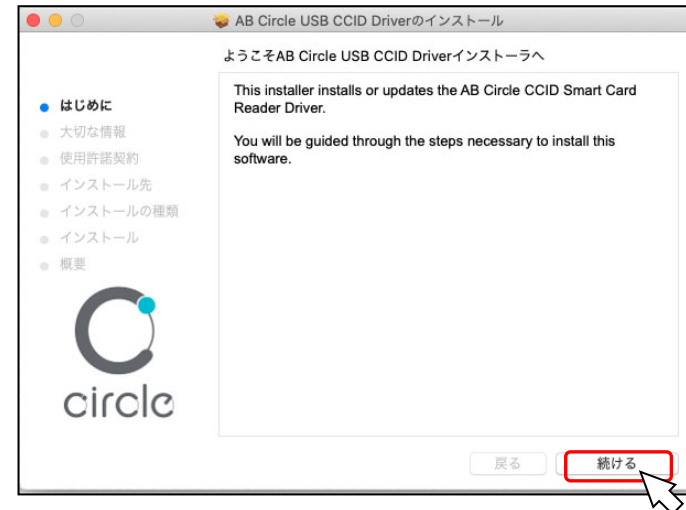 AB Circle USB CCID Driverのインストール
ようこそAB Circle USB CCID Driverインストーラへ
はじめに
大切な情報
使用許諾契約
インストール先
インストールの種類
インストール
概要
This installer installs or updates the AB Circle CCID Smart Card
Reader Driver.
You will be guided through the steps necessary to install this
software.
circle
戻る
続ける